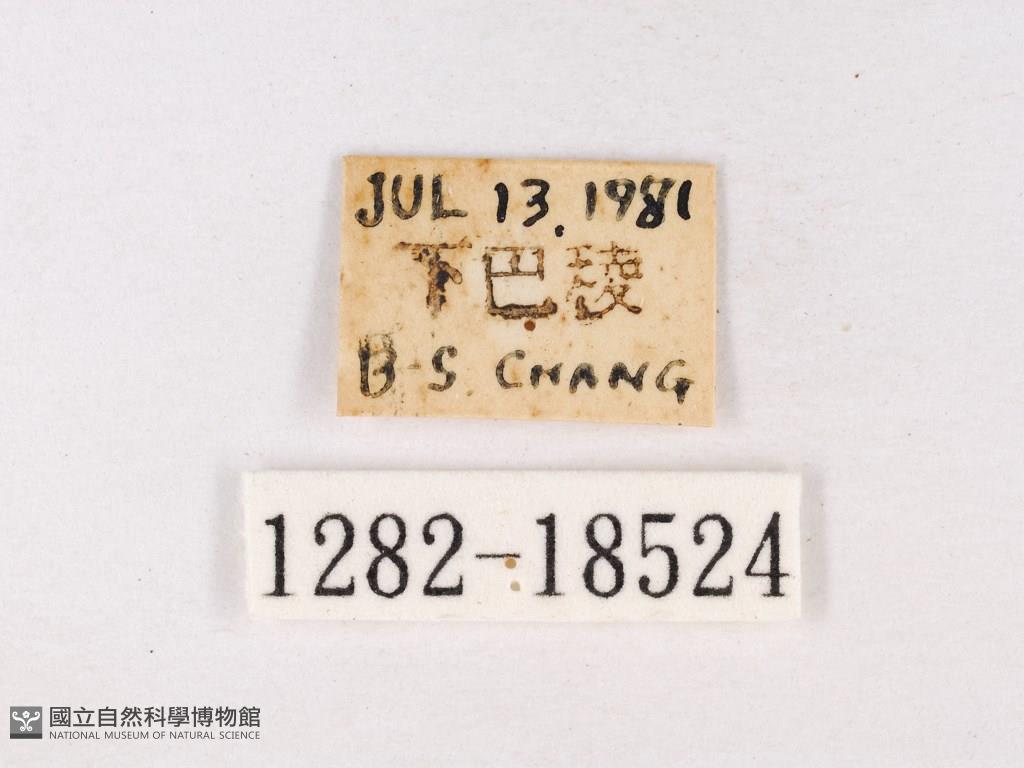 JUL 13. 1981
下巴陵
B-S CHANG
1282-18524
國立自然科學博物館
NATIONAL MUSEUM OF NATURAL SCIENCE